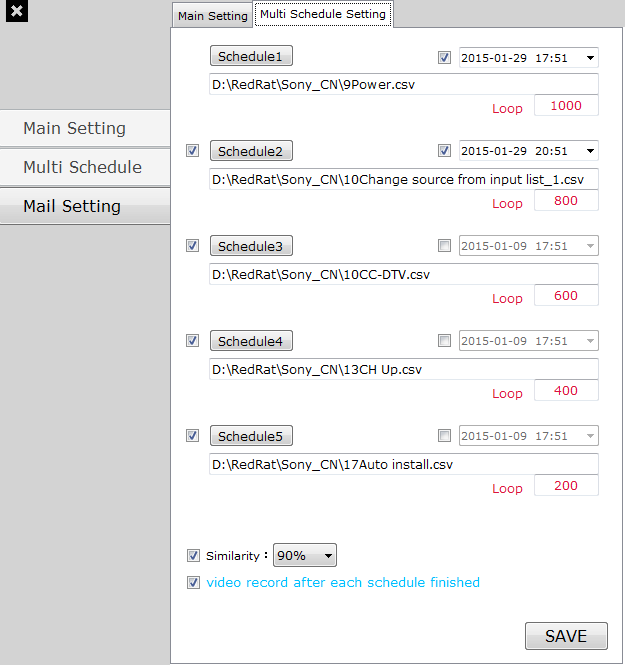 Main Setting
Multi Schedule Setting
Schedule1
2015-01-29 17:51
D:\RedRat\Sony_CN\9Power.csv
Loop 1000
Main Setting
Multi Schedule
Mail Setting
Schedule2
2015-01-29 20:51
D:\RedRat\Sony_CN\10Change source from input list_1.csv
Loop 800
Schedule3
2015-01-09 17:51
D:\RedRat\Sony_CN\10CC-DTV.csv
Loop 600
Schedule4
2015-01-09 17:51
D:\RedRat\Sony_CN\13CH Up.csv
Loop 400
Schedule5
2015-01-09 17:51
D:\RedRat\Sony_CN\17Auto install.csv
Loop 200
Similarity : 90%
video record after each schedule finished
SAVE